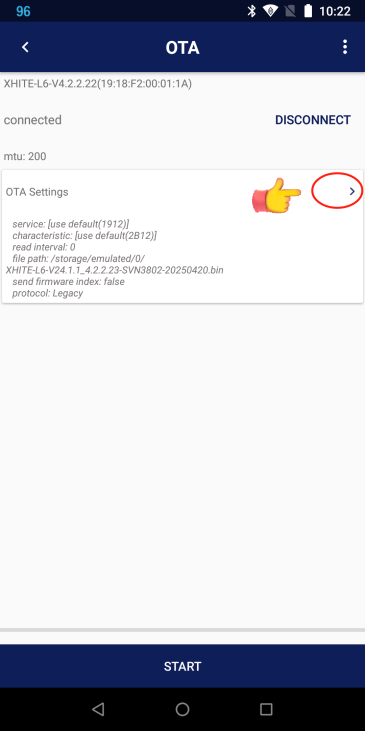 96
10:22
OTA
XHITE-L6-V4.2.2.22(19:18:F2:00:01:1A)
connected
DISCONNECT
mtu: 200
OTA Settings
service: [use default(1912)]
characteristic: [use default(2B12)]
read interval: 0
file path: /storage/emulated/0/
XHITE-L6-V24.1.1_4.2.2.23-SVN3802-20250420.bin
send firmware index: false
protocol: Legacy
START